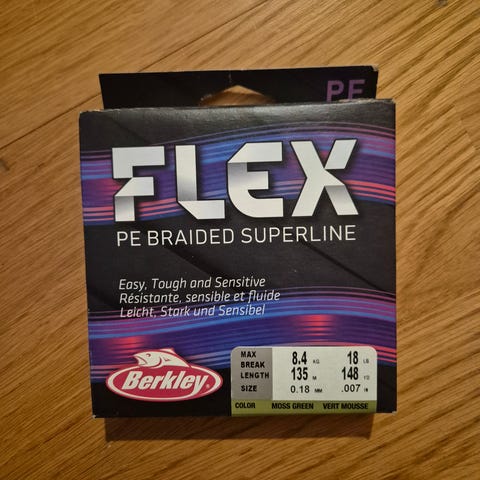 PE
FLEX
PE BRAIDED SUPERLINE
Easy, Tough and Sensitive
Résistante, sensible et fluide
Leicht, Stark und Sensibel
Berkley
MAX BREAK 8.4 KG 18 LB
LENGTH 135 M 148 YD
SIZE 0.18 MM .007 IN
COLOR MOSS GREEN VERT MOUSSE